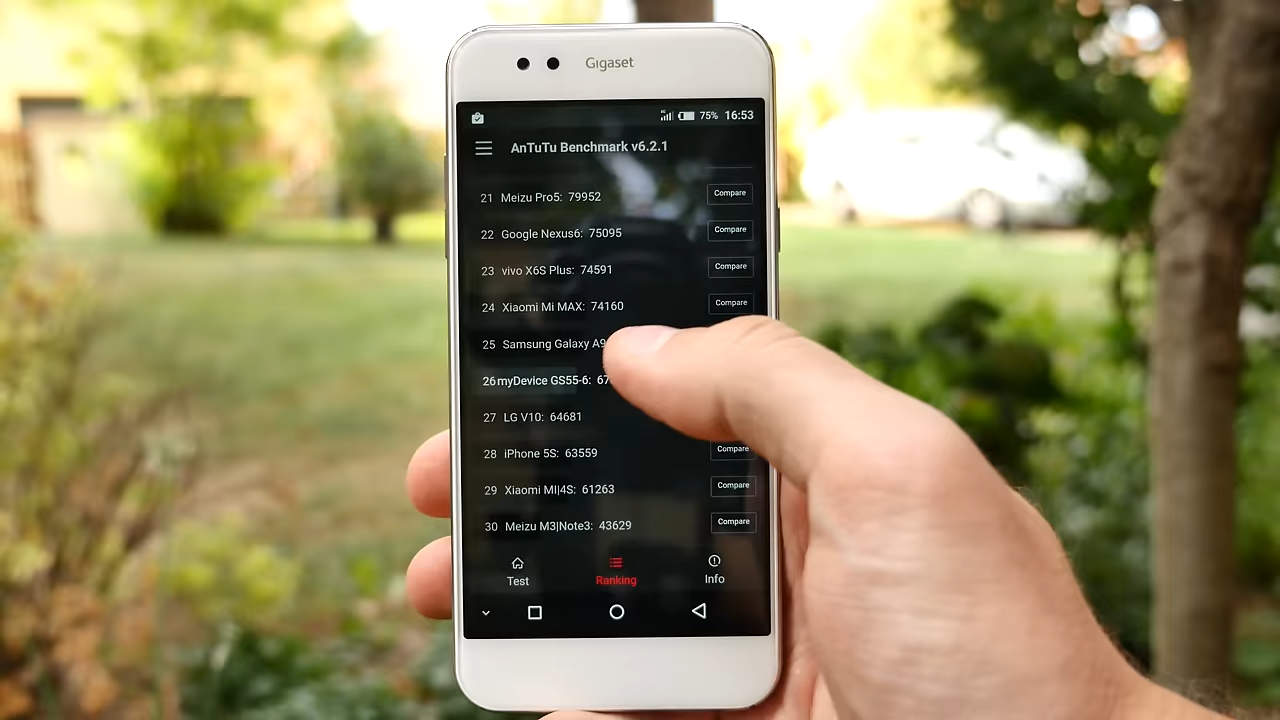 Gigaset
75% 16:53
AnTuTu Benchmark v6.2.1
21 Meizu Pro5: 79952 Compare
22 Google Nexus6: 75095 Compare
23 vivo X6S Plus: 74591 Compare
24 Xiaomi Mi MAX: 74160 Compare
25 Samsung Galaxy A9
26 myDevice GS55-6: 67
27 LG V10: 64681
28 iPhone 5S: 63559 Compare
29 Xiaomi MI|4S: 61263 Compare
30 Meizu M3|Note3: 43629 Compare
Test Ranking Info